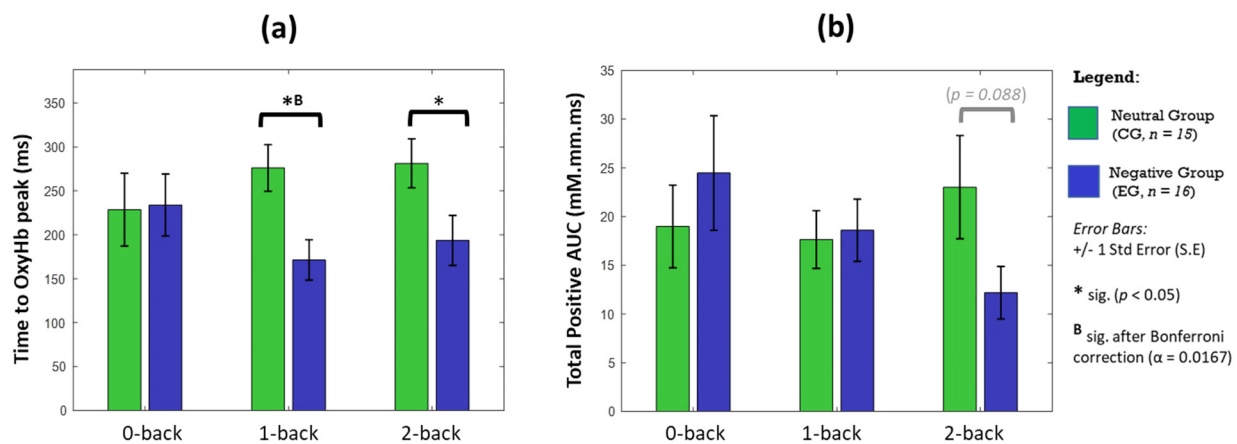 (a)
Time to OxyHb peak (ms)
350
300
250
200
150
100
50
0
*B
*
0-back
1-back
2-back
(b)
Total Positive AUC (mM.mm.ms)
35
30
25
20
15
10
5
0
(p = 0.088)
0-back
1-back
2-back
Legend:
Neutral Group
(CG, n = 15)
Negative Group
(EG, n = 16)
Error Bars:
+/- 1 Std Error (S.E)
* sig. (p < 0.05)
B sig. after Bonferroni
correction (α = 0.0167)